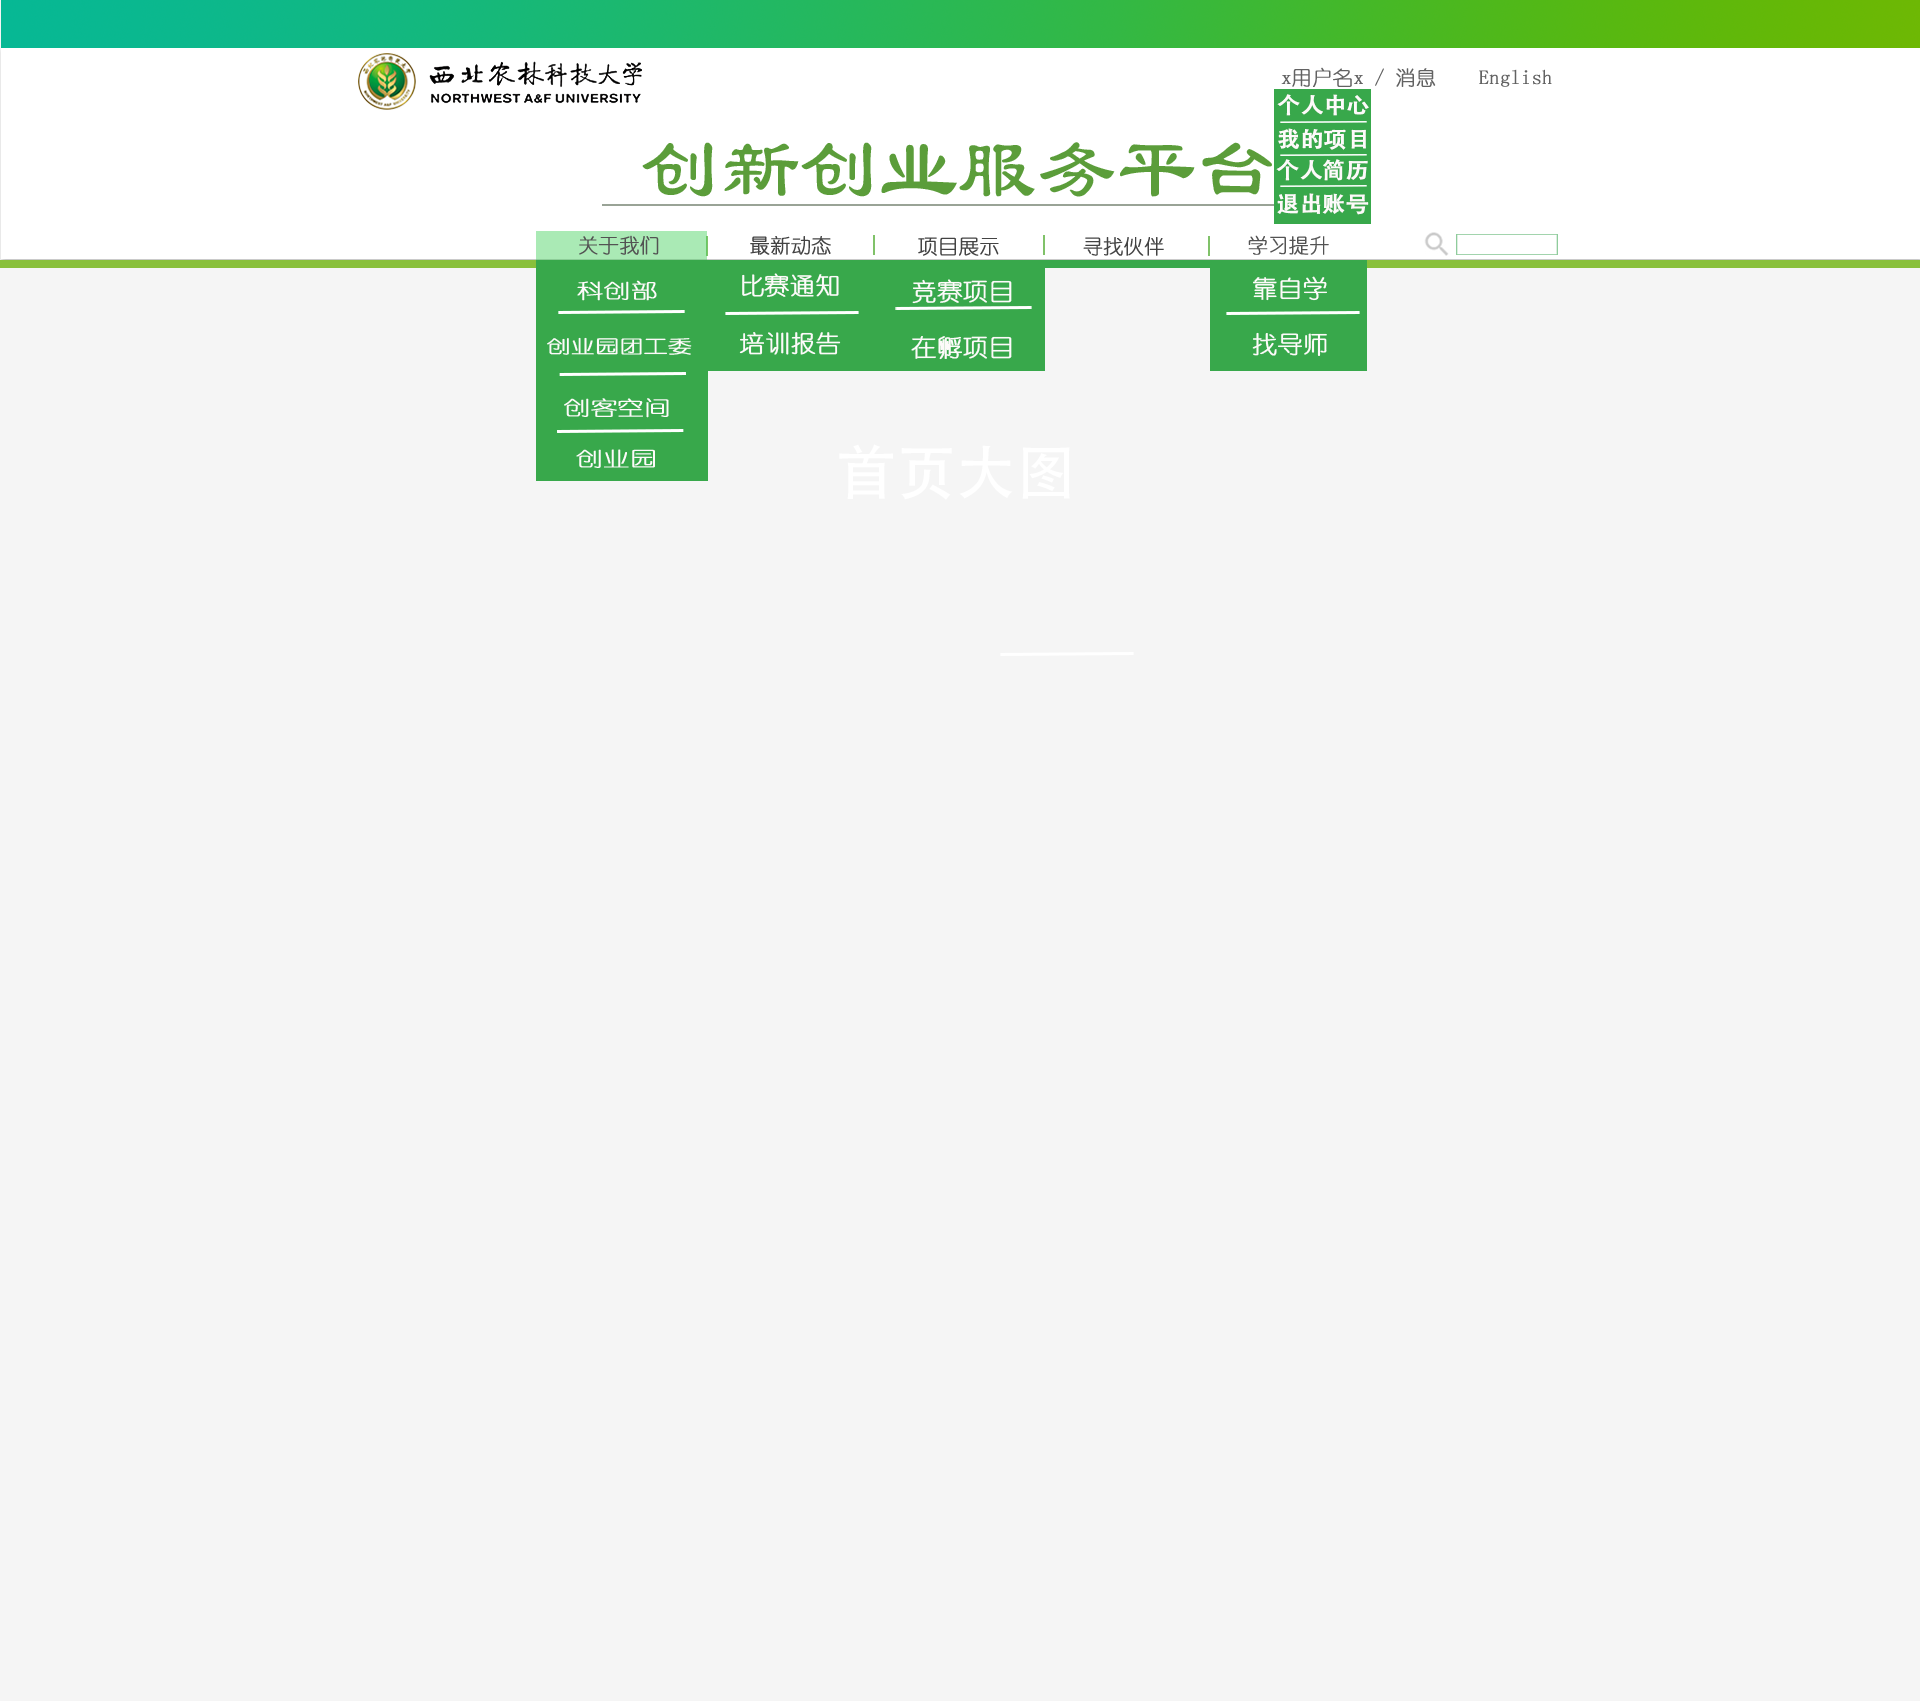 西北农林科技大学
NORTHWEST A&F UNIVERSITY
x用户名x / 消息 English
个人中心
我的项目
个人简历
退出账号
创新创业服务平台
关于我们 最新动态 项目展示 寻找伙伴 学习提升
科创部
创业园团工委
创客空间
创业园
比赛通知
培训报告
竞赛项目
在孵项目
靠自学
找导师
首页大图